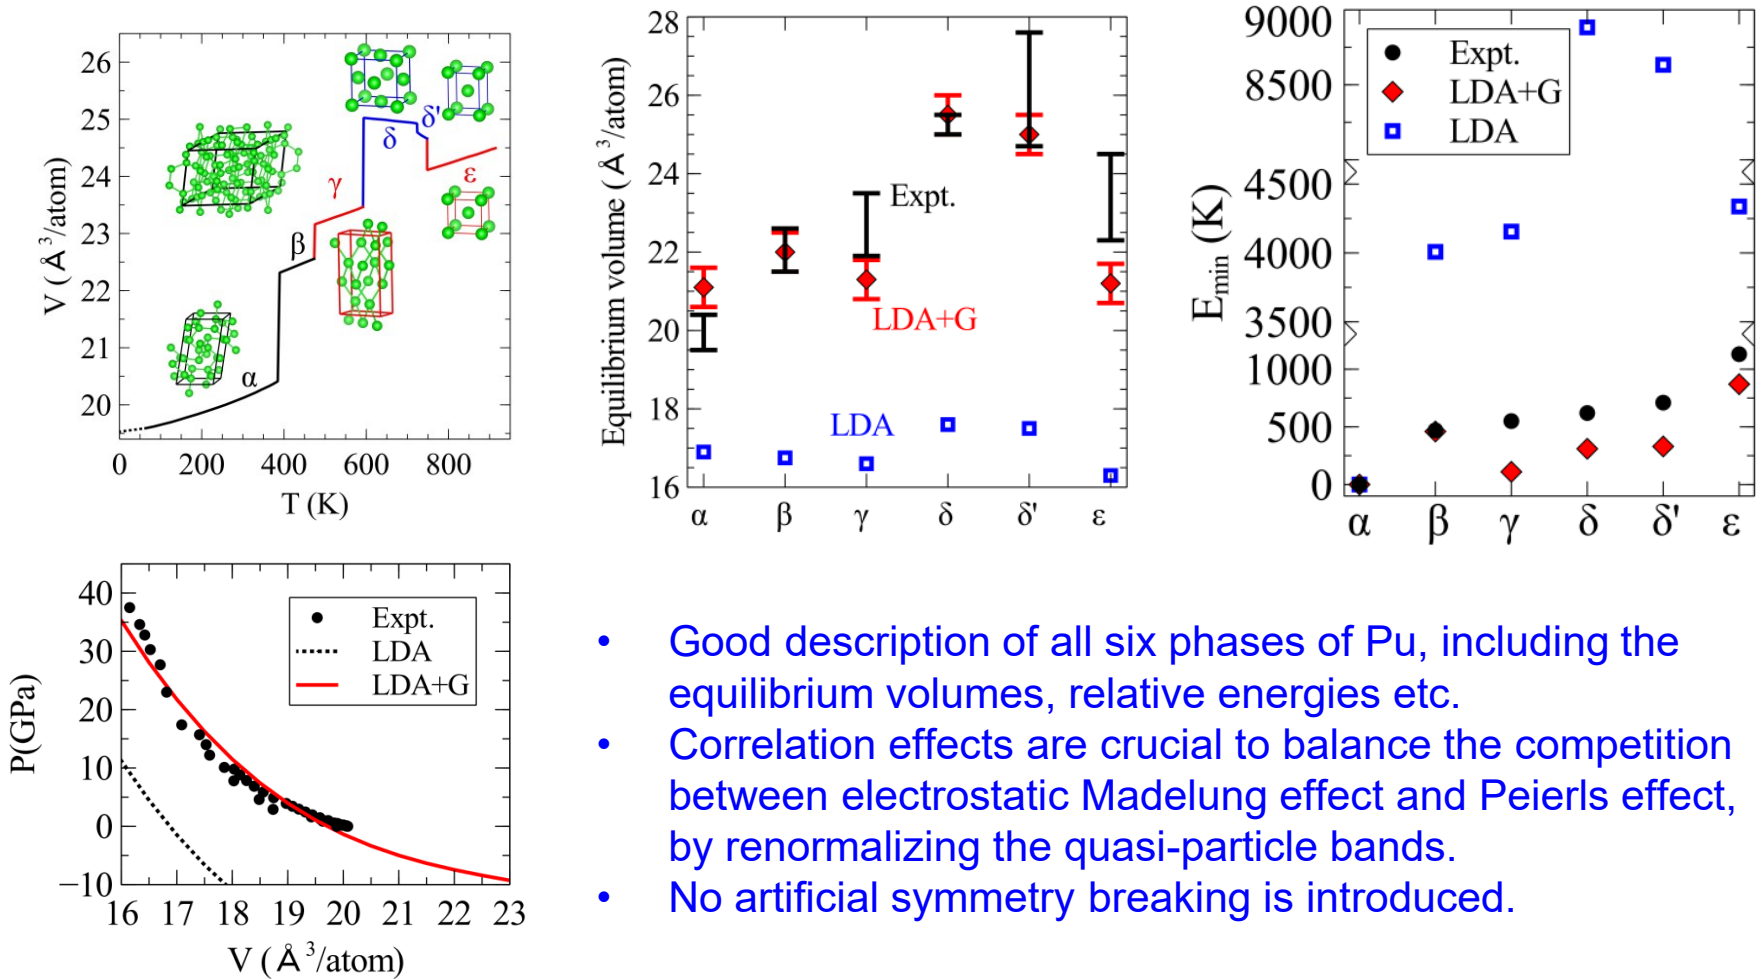 26
25
24
23
22
21
20
V ( Å ³/atom)
0 200 400 600 800
T (K)
α
β
γ
δ
δ'
ε
28
26
24
22
20
18
16
Equilibrium volume ( Å ³/atom)
Expt.
LDA+G
LDA
α β γ δ δ' ε
9000
8500
4500
4000
3500
1000
500
0
E_min (K)
Expt.
LDA+G
LDA
α β γ δ δ' ε
40
30
20
10
0
−10
P(GPa)
Expt.
LDA
LDA+G
16 17 18 19 20 21 22 23
V ( Å ³/atom)
• Good description of all six phases of Pu, including the
equilibrium volumes, relative energies etc.
• Correlation effects are crucial to balance the competition
between electrostatic Madelung effect and Peierls effect,
by renormalizing the quasi-particle bands.
• No artificial symmetry breaking is introduced.